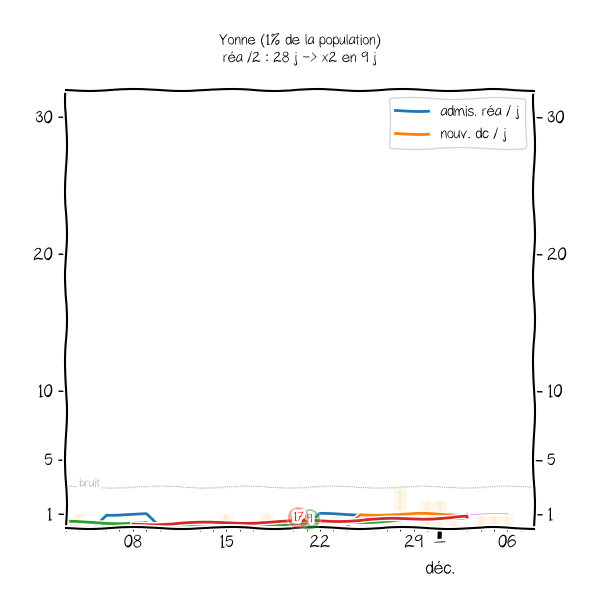 Yonne (1% de la population)
réa /2 : 28 j -> x2 en 9 j
admis. réa / j
nouv. dc / j
30
30
20
20
10
10
5
5
bruit
1
17
9
1
08
15
22
29
06
déc.